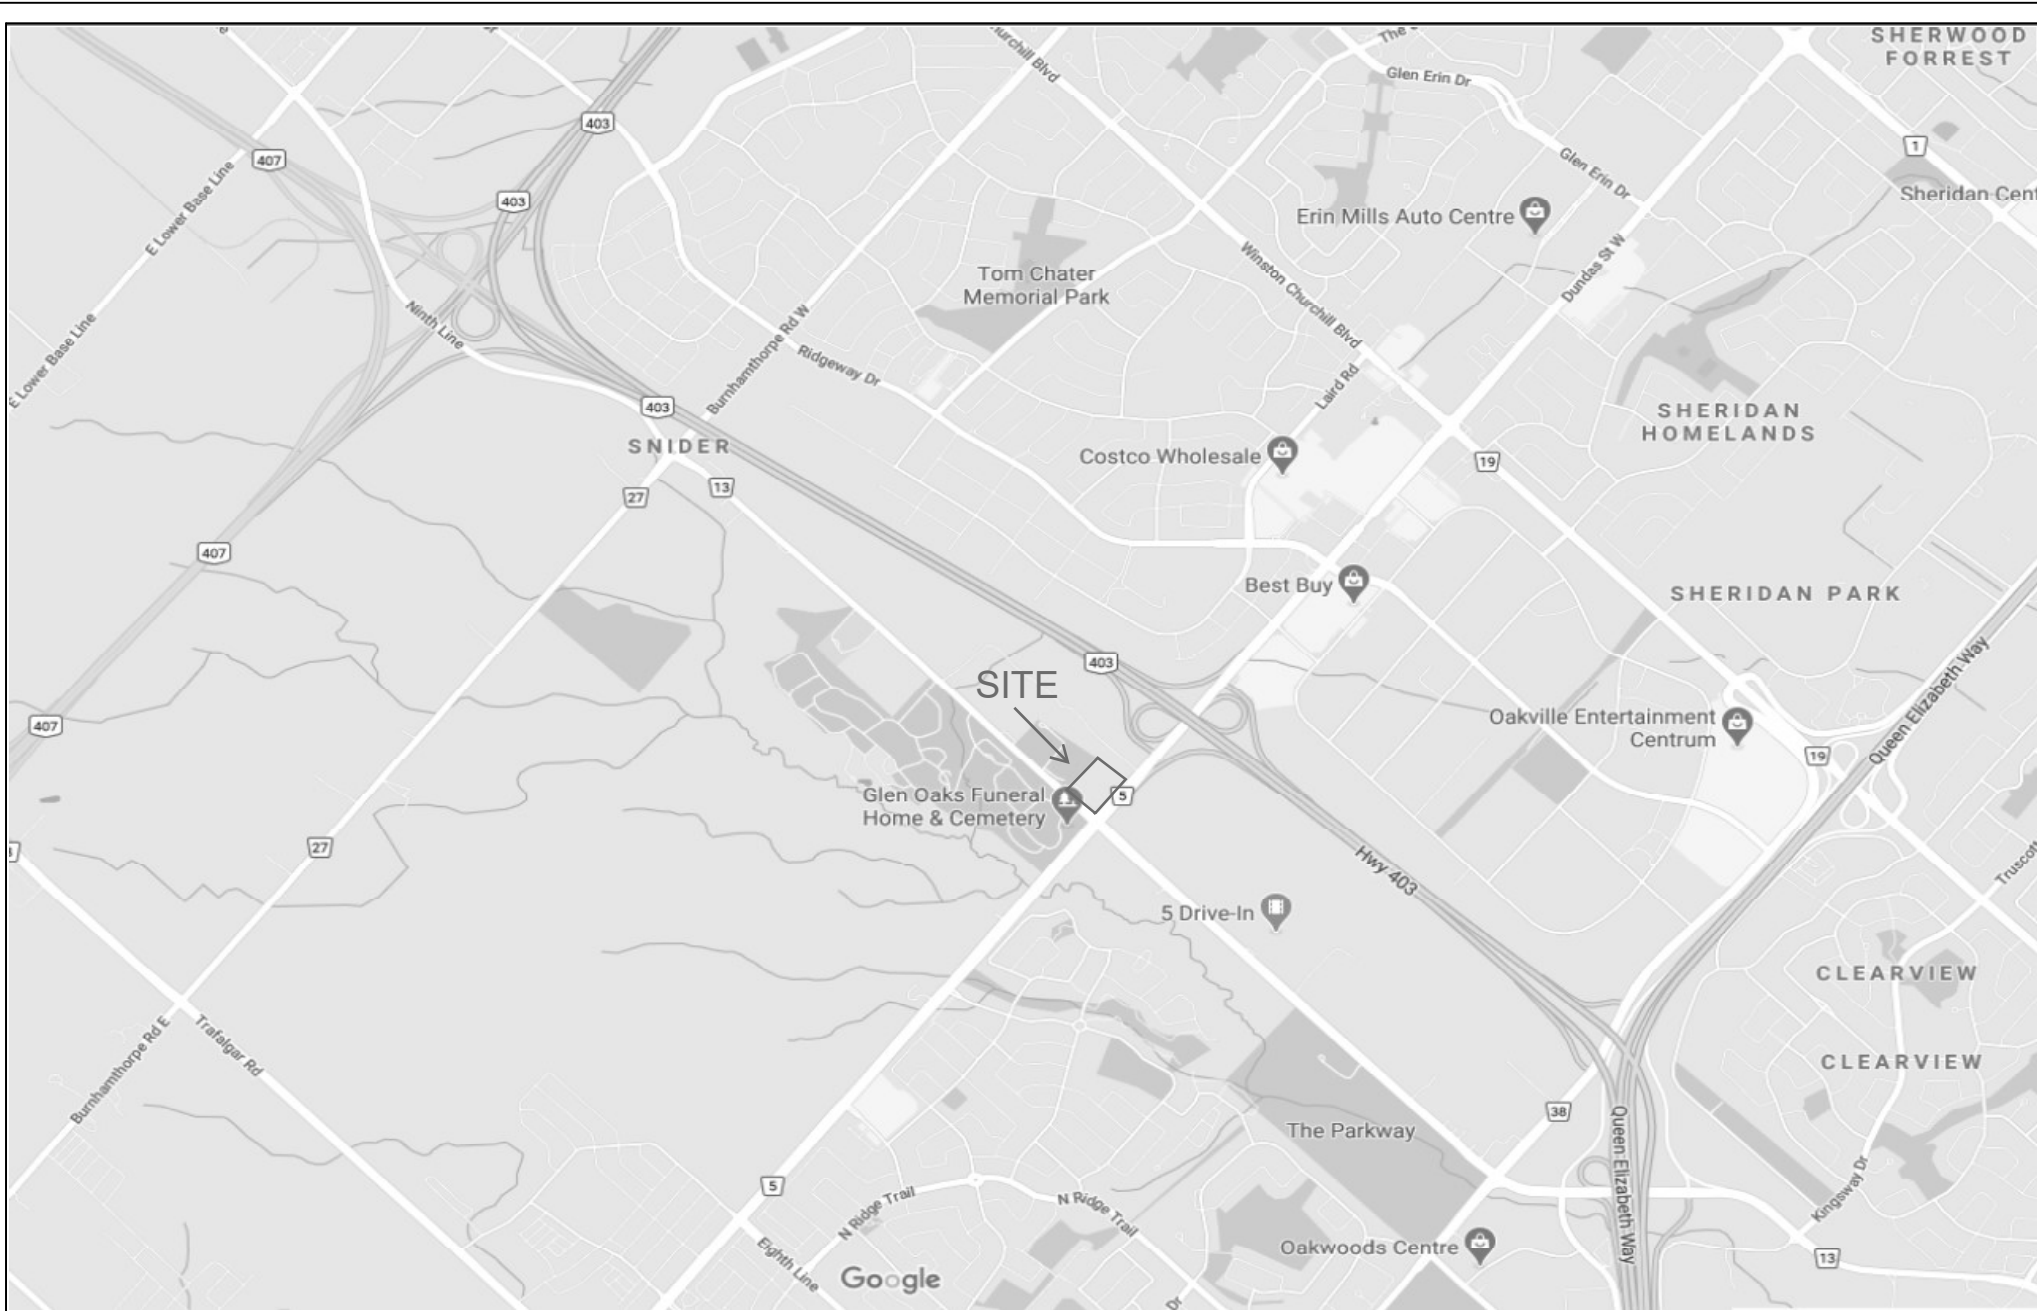 SHERWOOD
FORREST
The
Churchill Blvd
Glen Erin Dr
403
407
1
Glen Erin Dr
403
Sheridan Cent
E Lower Base Line
Erin Mills Auto Centre
Dundas St W
Tom Chater
Memorial Park
Winston Churchill Blvd
Ninth Line
E Lower Base Line
Burnhamthorpe Rd W
Ridgeway Dr
Laird Rd
403
SHERIDAN
HOMELANDS
SNIDER
Costco Wholesale
19
13
27
407
Best Buy
SHERIDAN PARK
403
SITE
Queen Elizabeth Way
407
Oakville Entertainment
Centrum
19
Glen Oaks Funeral
Home & Cemetery
5
27
Hwy 403
Truscott
5 Drive-In
CLEARVIEW
Trafalgar Rd
Burnhamthorpe Rd E
CLEARVIEW
38
The Parkway
Queen Elizabeth Way
5
N Ridge Trail
N Ridge Trail
Kingsway Dr
Eighth Line
Oakwoods Centre
13
Google
Dr